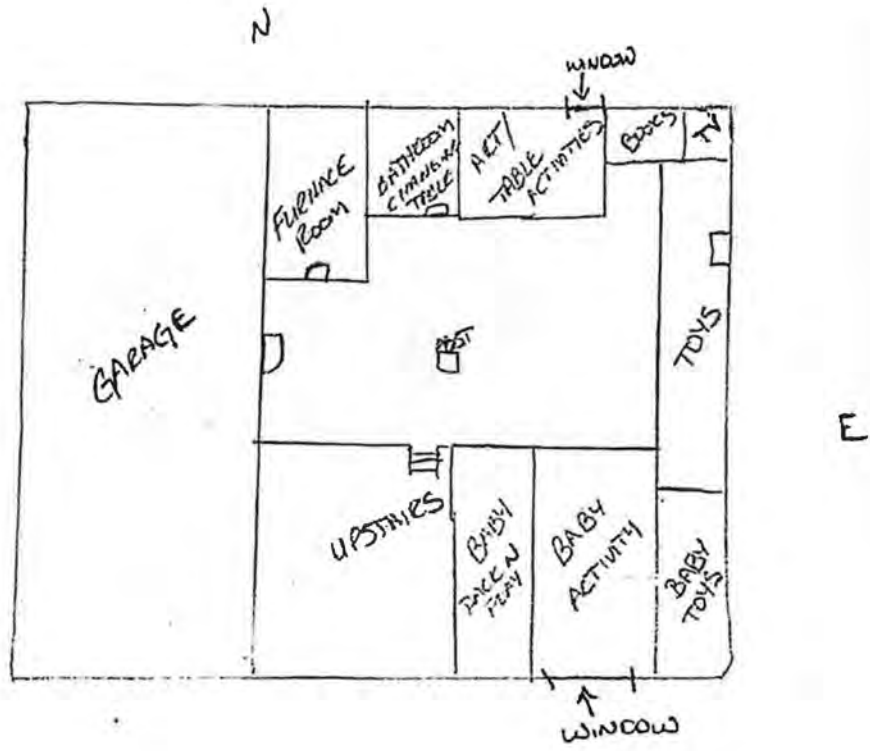 N
WINDOW
FURNACE
ROOM
BATHROOM
CHANGING
TABLE
ART/
TABLE
ACTIVITIES
BOOKS
TV
GARAGE
POST
TOYS
E
UPSTAIRS
BABY
PACK N
PLAY
BABY
ACTIVITY
BABY
TOYS
WINDOW